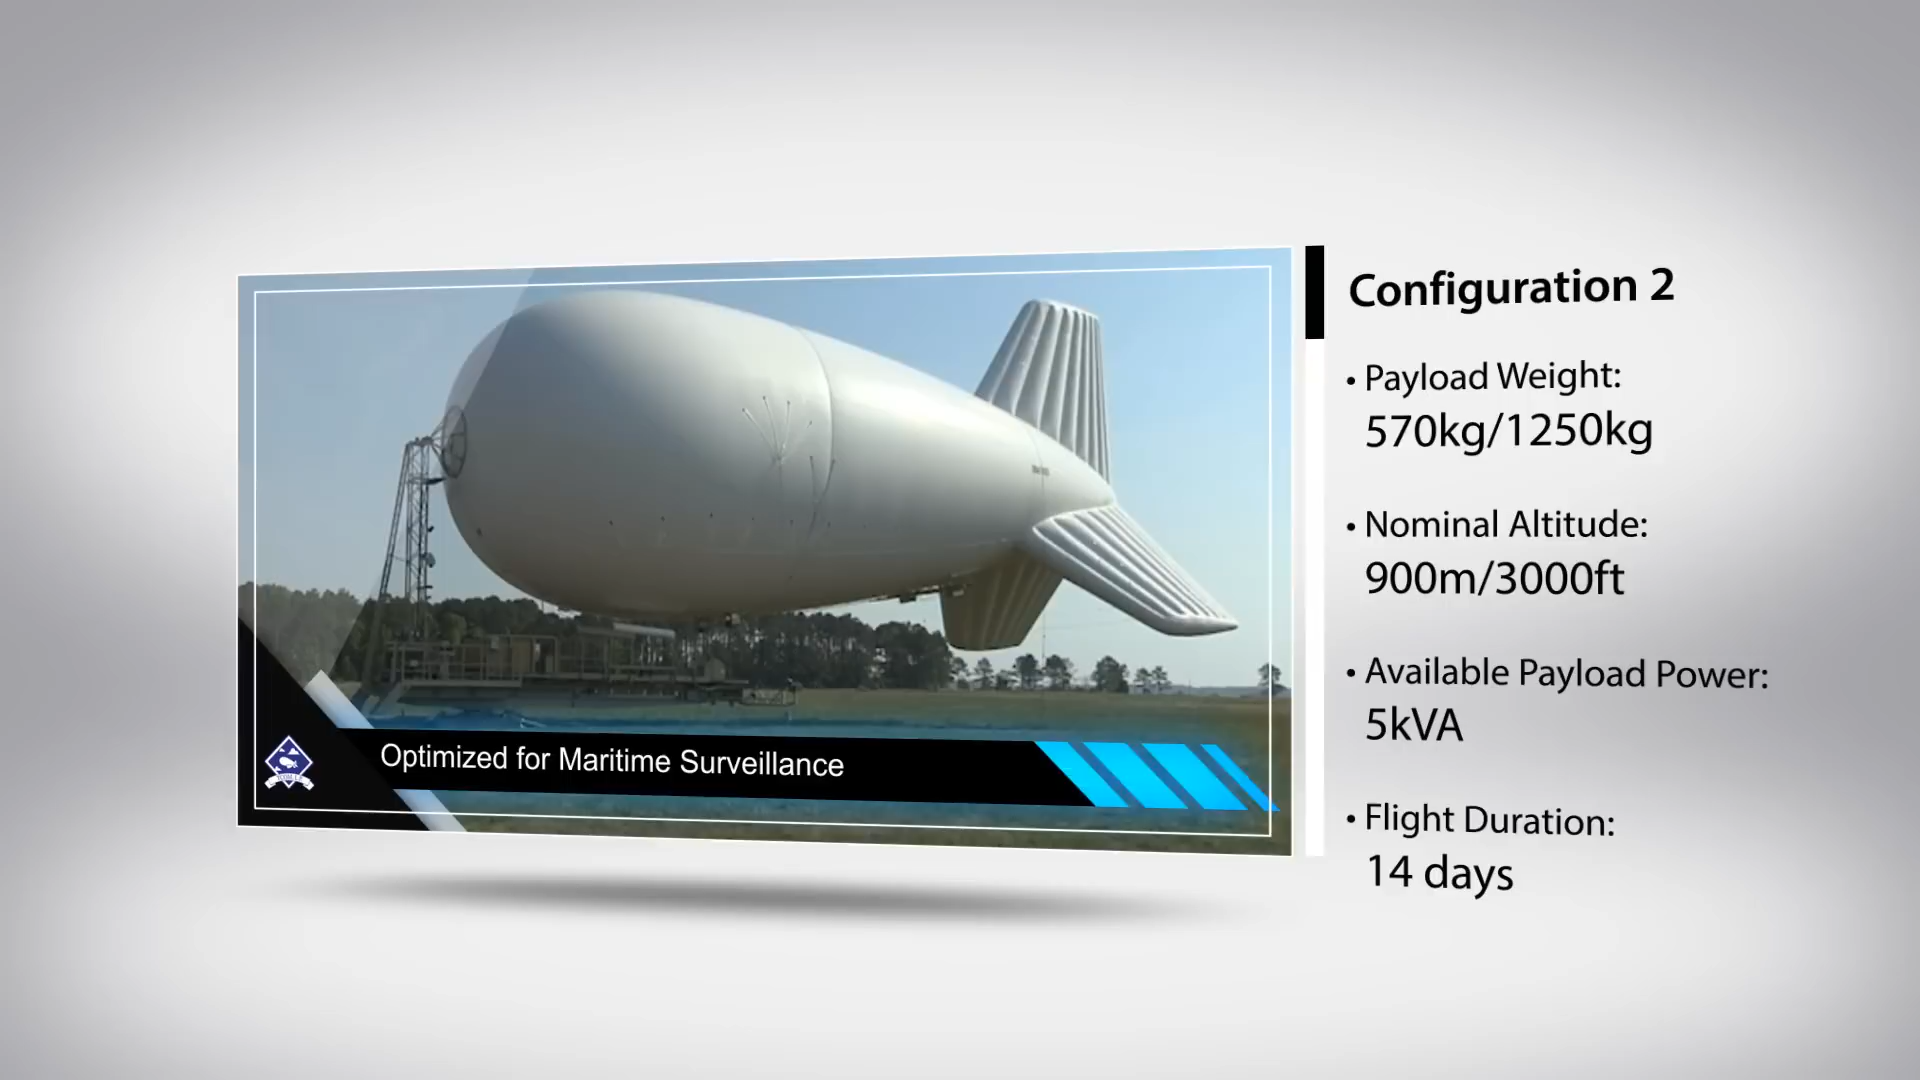 Configuration 2
• Payload Weight:
570kg/1250kg
• Nominal Altitude:
900m/3000ft
• Available Payload Power:
5kVA
• Flight Duration:
14 days
Optimized for Maritime Surveillance